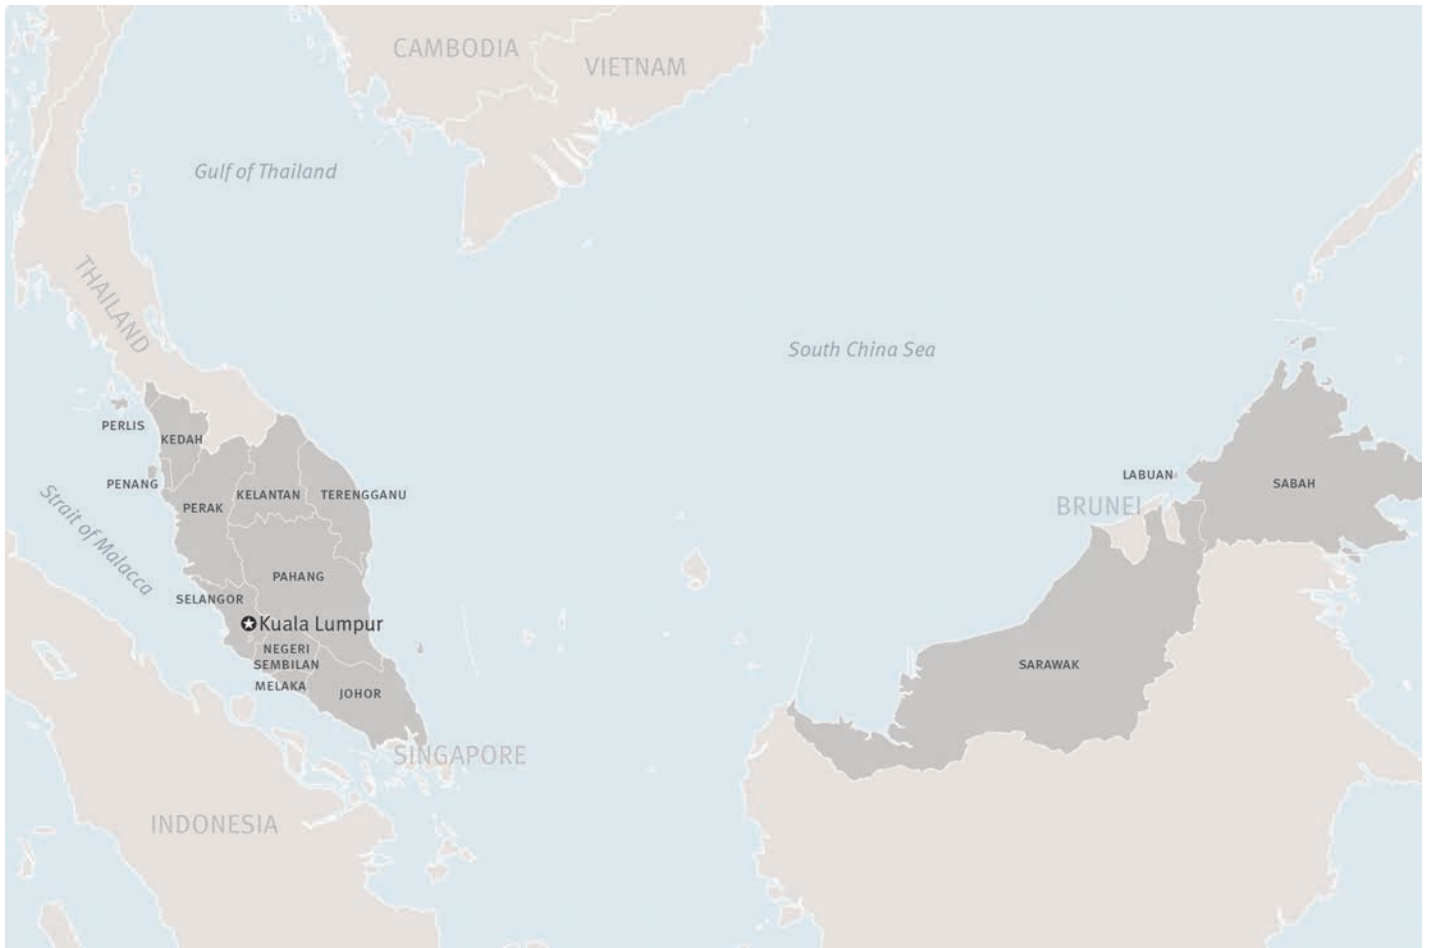 CAMBODIA
VIETNAM
Gulf of Thailand
THAILAND
South China Sea
PERLIS
KEDAH
PENANG
LABUAN
SABAH
KELANTAN
TERENGGANU
PERAK
BRUNEI
Strait of Malacca
PAHANG
SELANGOR
Kuala Lumpur
NEGERI
SEMBILAN
SARAWAK
MELAKA
JOHOR
SINGAPORE
INDONESIA